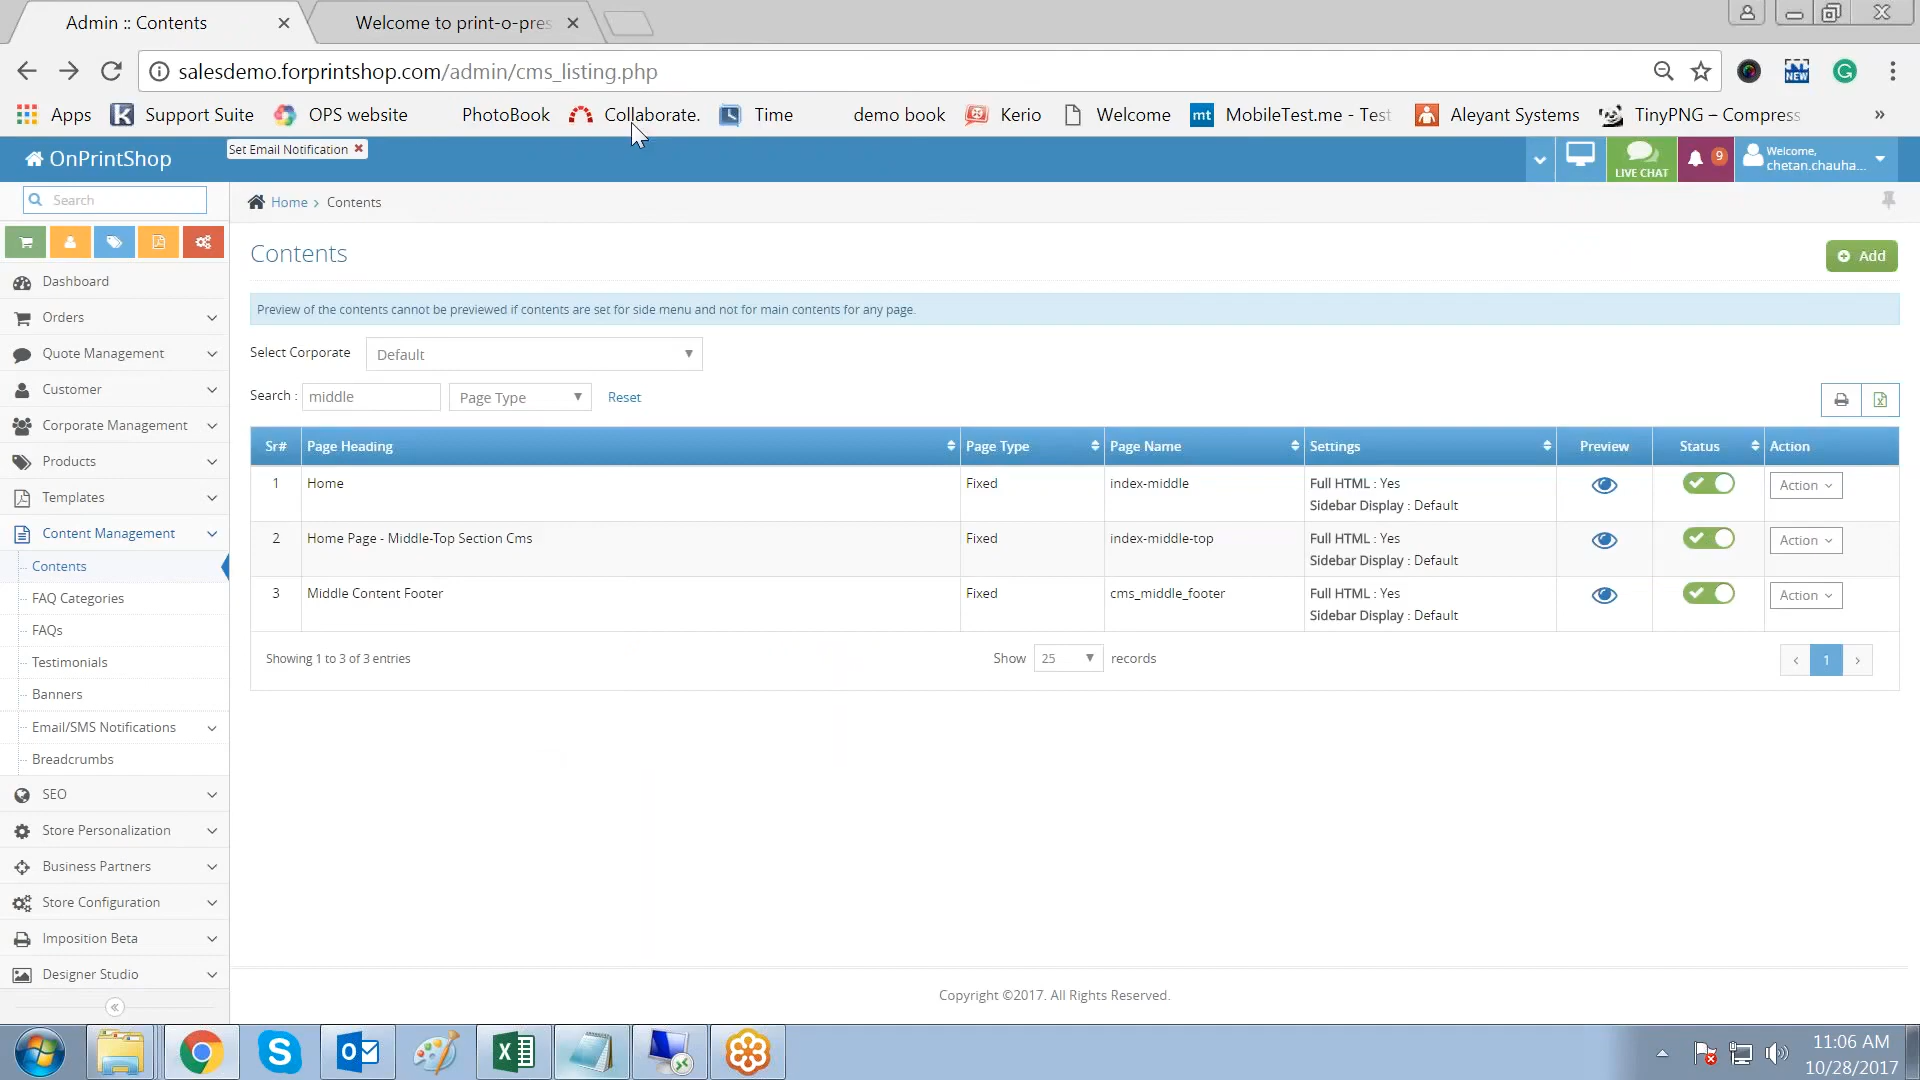 Admin :: Contents
Welcome to print-o-pres
salesdemo.forprintshop.com/admin/cms_listing.php
Apps
Support Suite
OPS website
PhotoBook
Collaborate.
Time
demo book
Kerio
Welcome
mt
MobileTest.me - Test
Aleyant Systems
TinyPNG – Compress
»
NEW
OnPrintShop
Set Email Notification
LIVE CHAT
9
Welcome,
chetan.chauha...
Search
Home
Contents
Dashboard
Orders
Quote Management
Customer
Corporate Management
Products
Templates
Content Management
Contents
FAQ Categories
FAQs
Testimonials
Banners
Email/SMS Notifications
Breadcrumbs
SEO
Store Personalization
Business Partners
Store Configuration
Imposition Beta
Designer Studio
Contents
Add
Preview of the contents cannot be previewed if contents are set for side menu and not for main contents for any page.
Select Corporate Default
Search : middle Page Type Reset
Sr# Page Heading Page Type Page Name Settings Preview Status Action
1 Home Fixed index-middle Full HTML : Yes Action
Sidebar Display : Default
2 Home Page - Middle-Top Section Cms Fixed index-middle-top Full HTML : Yes Action
Sidebar Display : Default
3 Middle Content Footer Fixed cms_middle_footer Full HTML : Yes Action
Sidebar Display : Default
Showing 1 to 3 of 3 entries Show 25 records ‹ 1 ›
Copyright ©2017. All Rights Reserved.
11:06 AM
10/28/2017